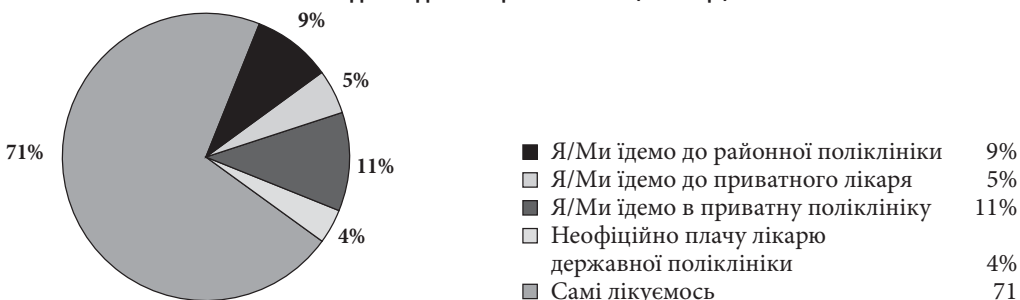 9%
5%
71%
11%
4%
Я/Ми їдемо до районної поліклініки 9%
Я/Ми їдемо до приватного лікаря 5%
Я/Ми їдемо в приватну поліклініку 11%
Неофіційно плачу лікарю
державної поліклініки 4%
Самі лікуємось 71